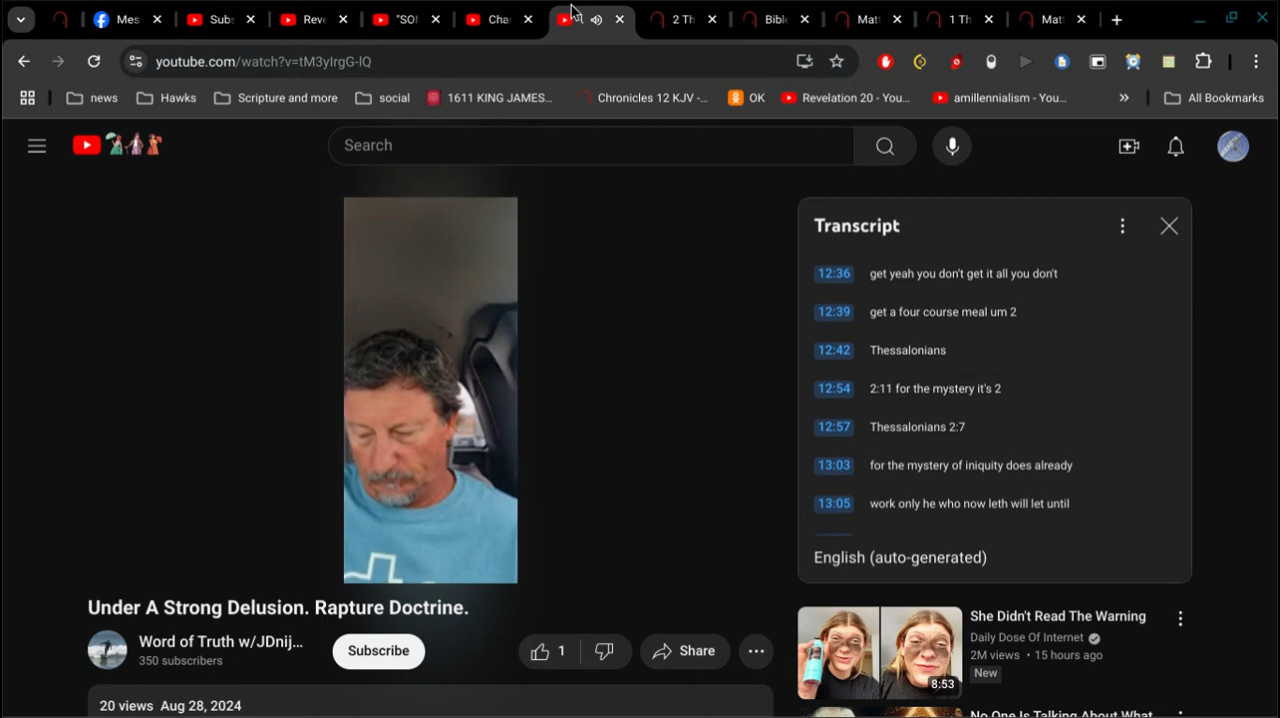 Mes
Subs
Reve
"SO!
Chai
2 Th
Bibl
Matt
1 Th
Mat
youtube.com/watch?v=tM3yIrgG-lQ
news
Hawks
Scripture and more
social
1611 KING JAMES...
Chronicles 12 KJV -...
OK
Revelation 20 - You...
amillennialism - You...
All Bookmarks
Search
Transcript
12:36 get yeah you don't get it all you don't
12:39 get a four course meal um 2
12:42 Thessalonians
12:54 2:11 for the mystery it's 2
12:57 Thessalonians 2:7
13:03 for the mystery of iniquity does already
13:05 work only he who now leth will let until
English (auto-generated)
Under A Strong Delusion. Rapture Doctrine.
Word of Truth w/JDnij...
350 subscribers
Subscribe
1
Share
20 views Aug 28, 2024
She Didn't Read The Warning
Daily Dose Of Internet
2M views • 15 hours ago
New
8:53
No One Is Talking About What